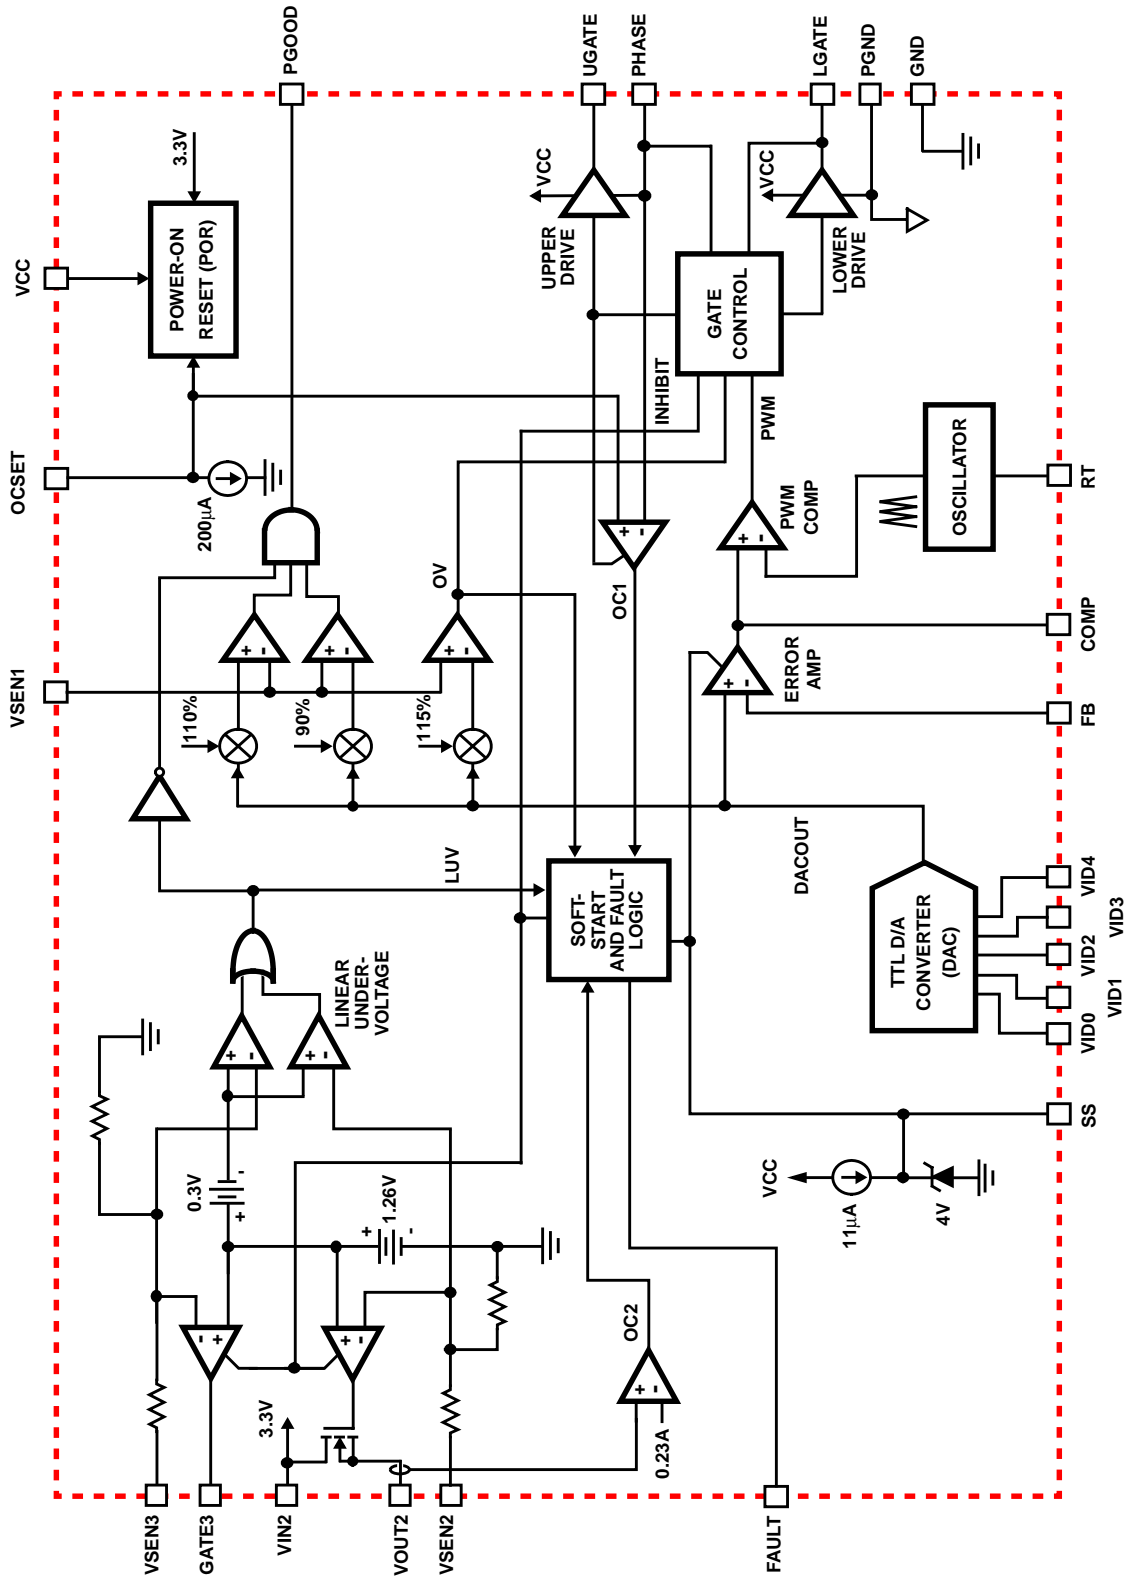 VSEN3
GATE3
VIN2
VOUT2
VSEN2
FAULT
VSEN1
OCSET
VCC
PGOOD
UGATE
PHASE
LGATE
PGND
GND
RT
COMP
FB
VID4
VID3
VID2
VID1
VID0
SS
3.3V
POWER-ON
RESET (POR)
200µA
110%
90%
115%
+
-
+
-
+
-
OV
LUV
LINEAR
UNDER-
VOLTAGE
+
-
+
-
0.3V
+
-
1.26V
+
-
-
+
+
-
3.3V
OC2
+
-
0.23A
SOFT-
START
AND FAULT
LOGIC
OC1
+
-
INHIBIT
PWM
GATE
CONTROL
UPPER
DRIVE
VCC
LOWER
DRIVE
VCC
PWM
COMP
+
-
OSCILLATOR
ERROR
AMP
+
-
DACOUT
TTL D/A
CONVERTER
(DAC)
VCC
11µA
4V